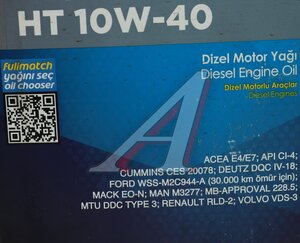 HT 10W-40
Fullmatch
yağını seç
oil chooser
Dizel Motor Yağı
Diesel Engine Oil
Dizel Motorlu Araçlar
Diesel Engines
ACEA E4/E7; API CI-4;
CUMMINS CES 20078; DEUTZ DQC IV-18;
FORD WSS-M2C944-A (30.000 km ömür için);
MACK EO-N; MAN M3277; MB-APPROVAL 228.5;
MTU DDC TYPE 3; RENAULT RLD-2; VOLVO VDS-3